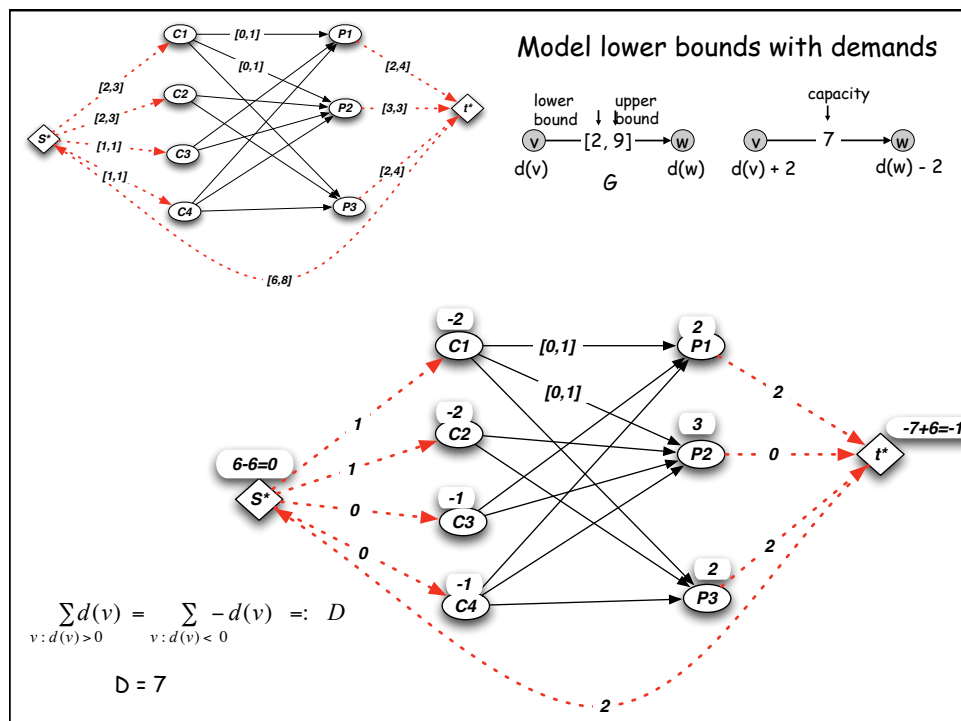 Model lower bounds with demands
C1
[0,1]
P1
[0,1]
[2,4]
[2,3]
C2
P2
[3,3]
t*
[2,3]
S*
[1,1]
C3
[2,4]
[1,1]
C4
P3
[6,8]
lower bound
upper bound
v
[2, 9]
w
d(v)
d(w)
G
capacity
v
7
w
d(v) + 2
d(w) - 2
-2
C1
[0,1]
2
P1
[0,1]
2
1
-2
C2
3
P2
0
-7+6=-1
t*
6-6=0
S*
1
0
-1
C3
0
2
-1
C4
2
P3
2
∑d(v) = ∑ -d(v) =: D
v : d(v) > 0 v : d(v) < 0
D = 7